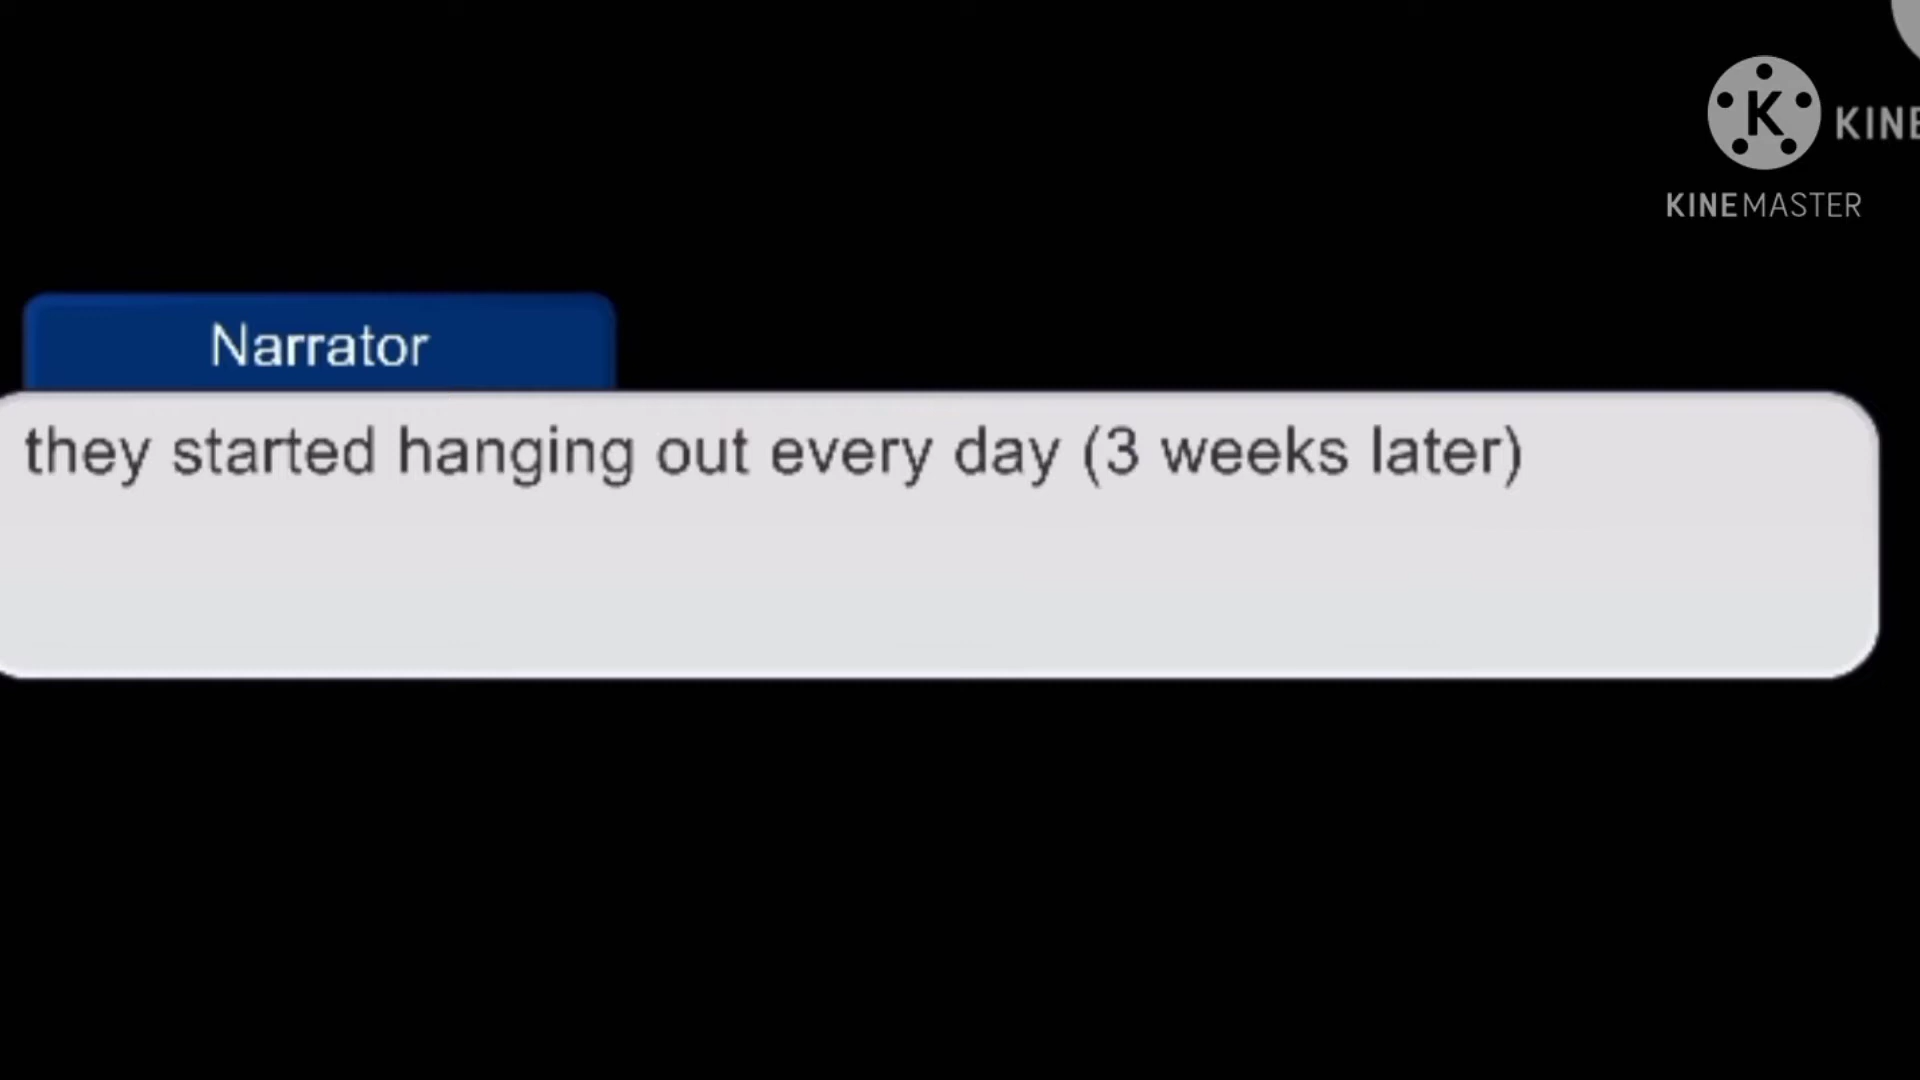 K KINE
KINEMASTER
Narrator
they started hanging out every day (3 weeks later)